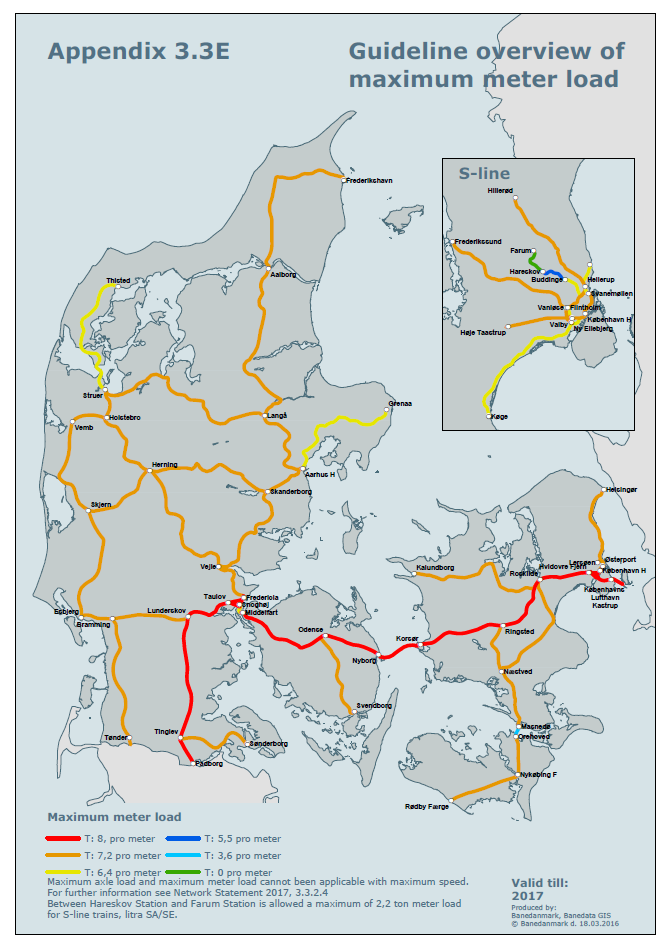 Appendix 3.3E
Guideline overview of
maximum meter load
S-line
Hillerød
Frederikssund
Farum
Hareskov
Buddinge
Hellerup
Svanemøllen
Vanløse
Flintholm
København H
Valby
Ny Ellebjerg
Høje Taastrup
Køge
Frederikshavn
Aalborg
Thisted
Struer
Holstebro
Vemb
Langå
Grenaa
Herning
Aarhus H
Skanderborg
Skjern
Helsingør
Vejle
Kalundborg
Roskilde
Hvidovre Fjern
Lersøen
Østerport
København H
Københavns
Lufthavn
Kastrup
Taulov
Fredericia
Snoghøj
Middelfart
Lunderskov
Esbjerg
Bramming
Odense
Nyborg
Korsør
Ringsted
Næstved
Svendborg
Masnedø
Orehoved
Tønder
Tinglev
Sønderborg
Padborg
Nykøbing F
Rødby Færge
Maximum meter load
T: 8, pro meter
T: 5,5 pro meter
T: 7,2 pro meter
T: 3,6 pro meter
T: 6,4 pro meter
T: 0 pro meter
Maximum axle load and maximum meter load cannot been applicable with maximum speed.
For further information see Network Statement 2017, 3.3.2.4
Between Hareskov Station and Farum Station is allowed a maximum of 2,2 ton meter load
for S-line trains, litra SA/SE.
Valid till:
2017
Produced by:
Banedanmark, Banedata GIS
© Banedanmark d. 18.03.2016